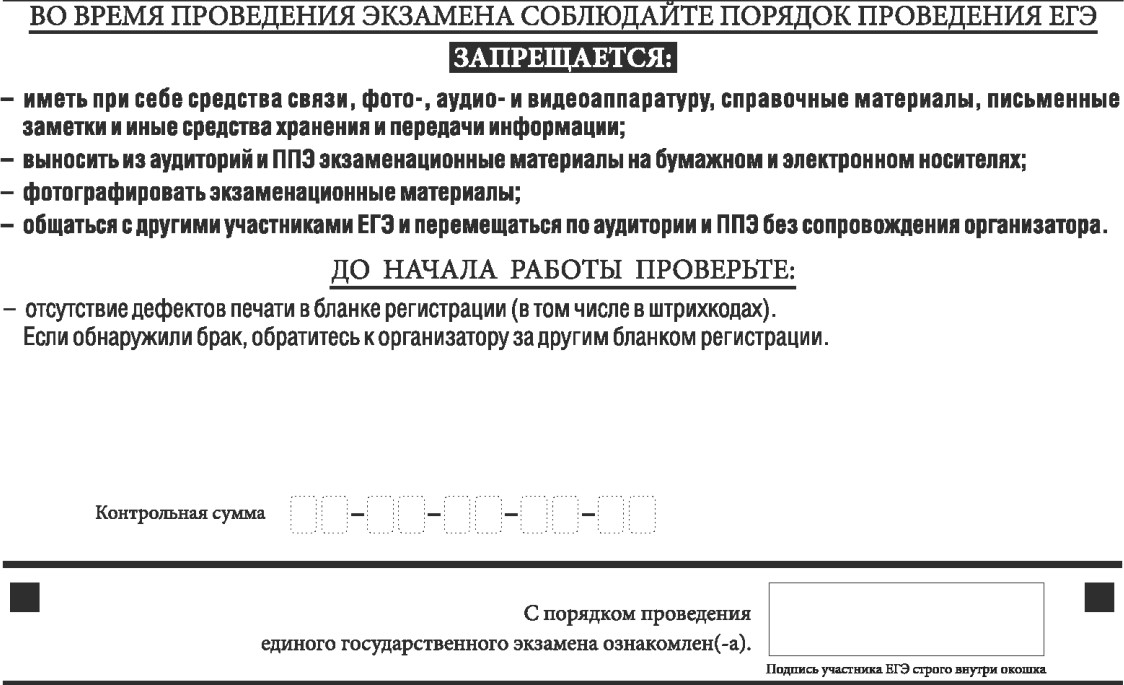 ВО ВРЕМЯ ПРОВЕДЕНИЯ ЭКЗАМЕНА СОБЛЮДАЙТЕ ПОРЯДОК ПРОВЕДЕНИЯ ЕГЭ
ЗАПРЕЩАЕТСЯ:
– иметь при себе средства связи, фото-, аудио- и видеоаппаратуру, справочные материалы, письменные
заметки и иные средства хранения и передачи информации;
– выносить из аудиторий и ППЭ экзаменационные материалы на бумажном и электронном носителях;
– фотографировать экзаменационные материалы;
– общаться с другими участниками ЕГЭ и перемещаться по аудитории и ППЭ без сопровождения организатора.
ДО НАЧАЛА РАБОТЫ ПРОВЕРЬТЕ:
– отсутствие дефектов печати в бланке регистрации (в том числе в штрихкодах).
Если обнаружили брак, обратитесь к организатору за другим бланком регистрации.
Контрольная сумма – – – –
С порядком проведения
единого государственного экзамена ознакомлен(-а).
Подпись участника ЕГЭ строго внутри окошка